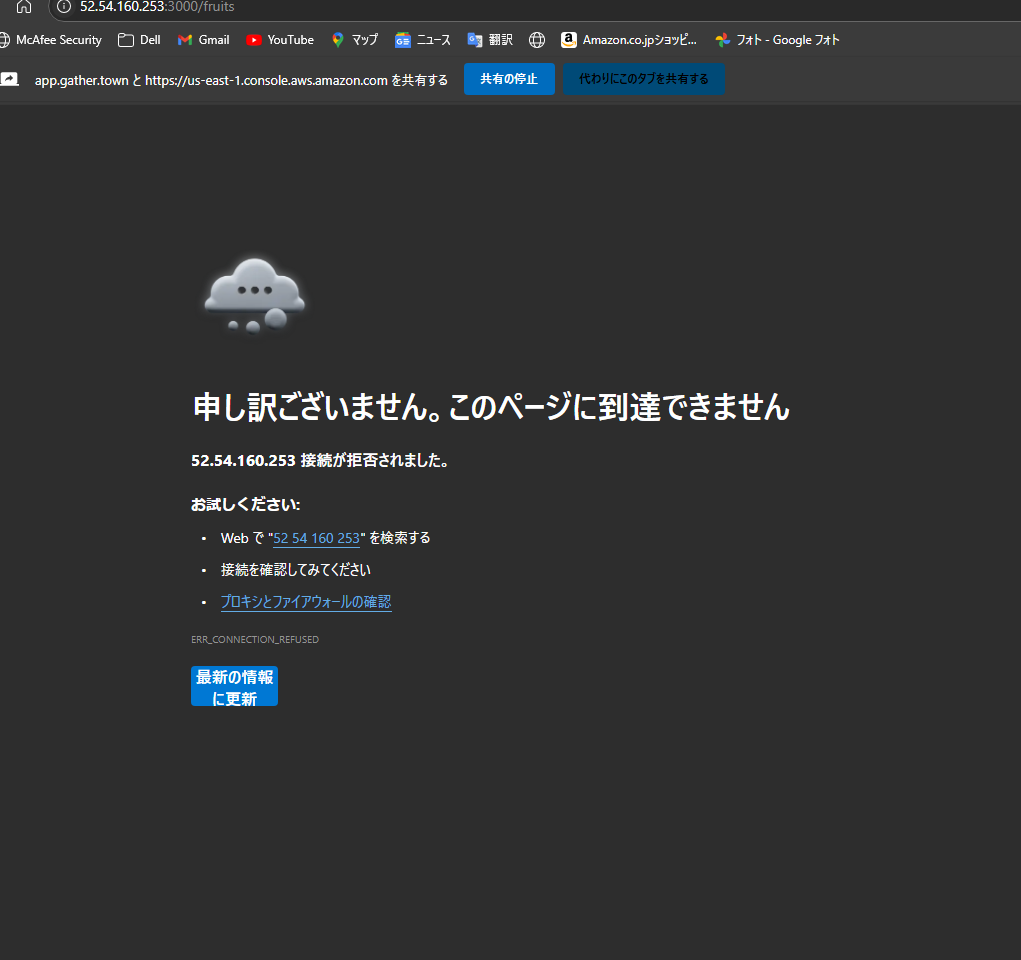 52.54.160.253:3000/fruits
McAfee Security Dell Gmail YouTube マップ ニュース 翻訳 Amazon.co.jpショッピ... フォト - Google フォト
app.gather.town と https://us-east-1.console.aws.amazon.com を共有する 共有の停止 代わりにこのタブを共有する
申し訳ございません。このページに到達できません
52.54.160.253 接続が拒否されました。
お試しください:
• Web で "52 54 160 253" を検索する
• 接続を確認してみてください
• プロキシとファイアウォールの確認
ERR_CONNECTION_REFUSED
最新の情報
に更新